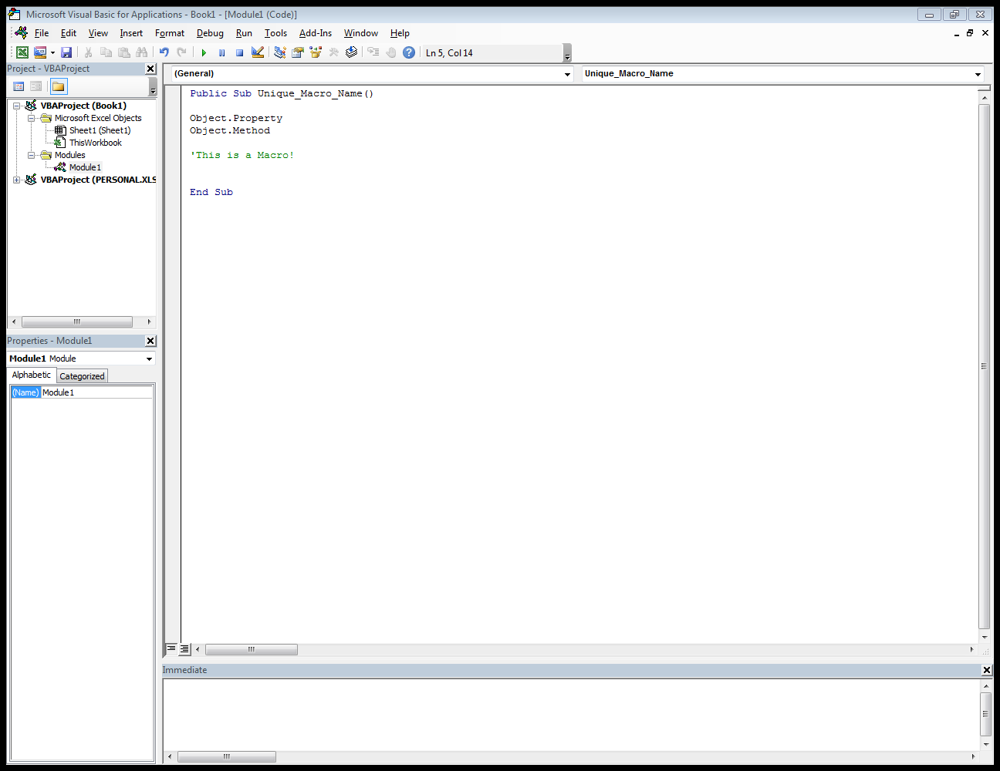 Microsoft Visual Basic for Applications - Book1 - [Module1 (Code)]
File Edit View Insert Format Debug Run Tools Add-Ins Window Help
Ln 5, Col 14
Project - VBAProject
VBAProject (Book1)
Microsoft Excel Objects
Sheet1 (Sheet1)
ThisWorkbook
Modules
Module1
VBAProject (PERSONAL.XLS
Properties - Module1
Module1 Module
Alphabetic Categorized
(Name) Module1
(General) Unique_Macro_Name
Public Sub Unique_Macro_Name()
Object.Property
Object.Method
'This is a Macro!
End Sub
Immediate